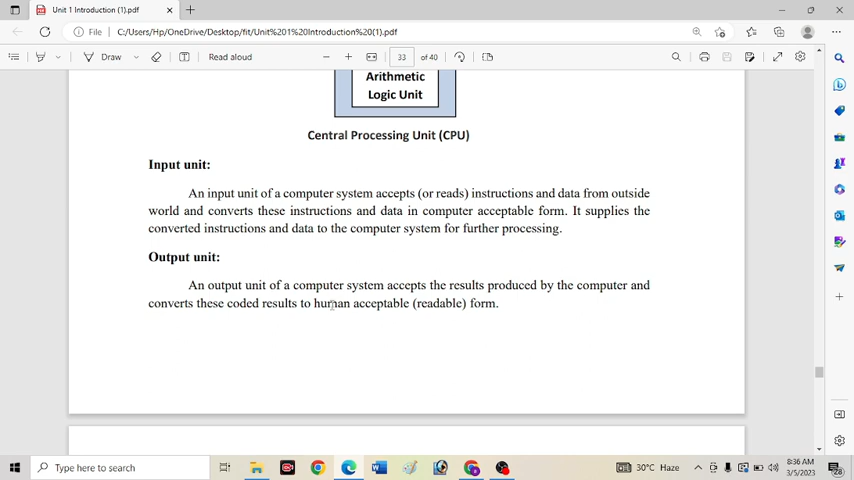 Unit 1 Introduction (1).pdf
File
C:/Users/Hp/OneDrive/Desktop/fit/Unit%201%20Introduction%20(1).pdf
Draw
Read aloud
33
of 40
Arithmetic
Logic Unit
Central Processing Unit (CPU)
Input unit:
An input unit of a computer system accepts (or reads) instructions and data from outside
world and converts these instructions and data in computer acceptable form. It supplies the
converted instructions and data to the computer system for further processing.
Output unit:
An output unit of a computer system accepts the results produced by the computer and
converts these coded results to human acceptable (readable) form.
Type here to search
30°C Haze
8:36 AM
3/5/2023